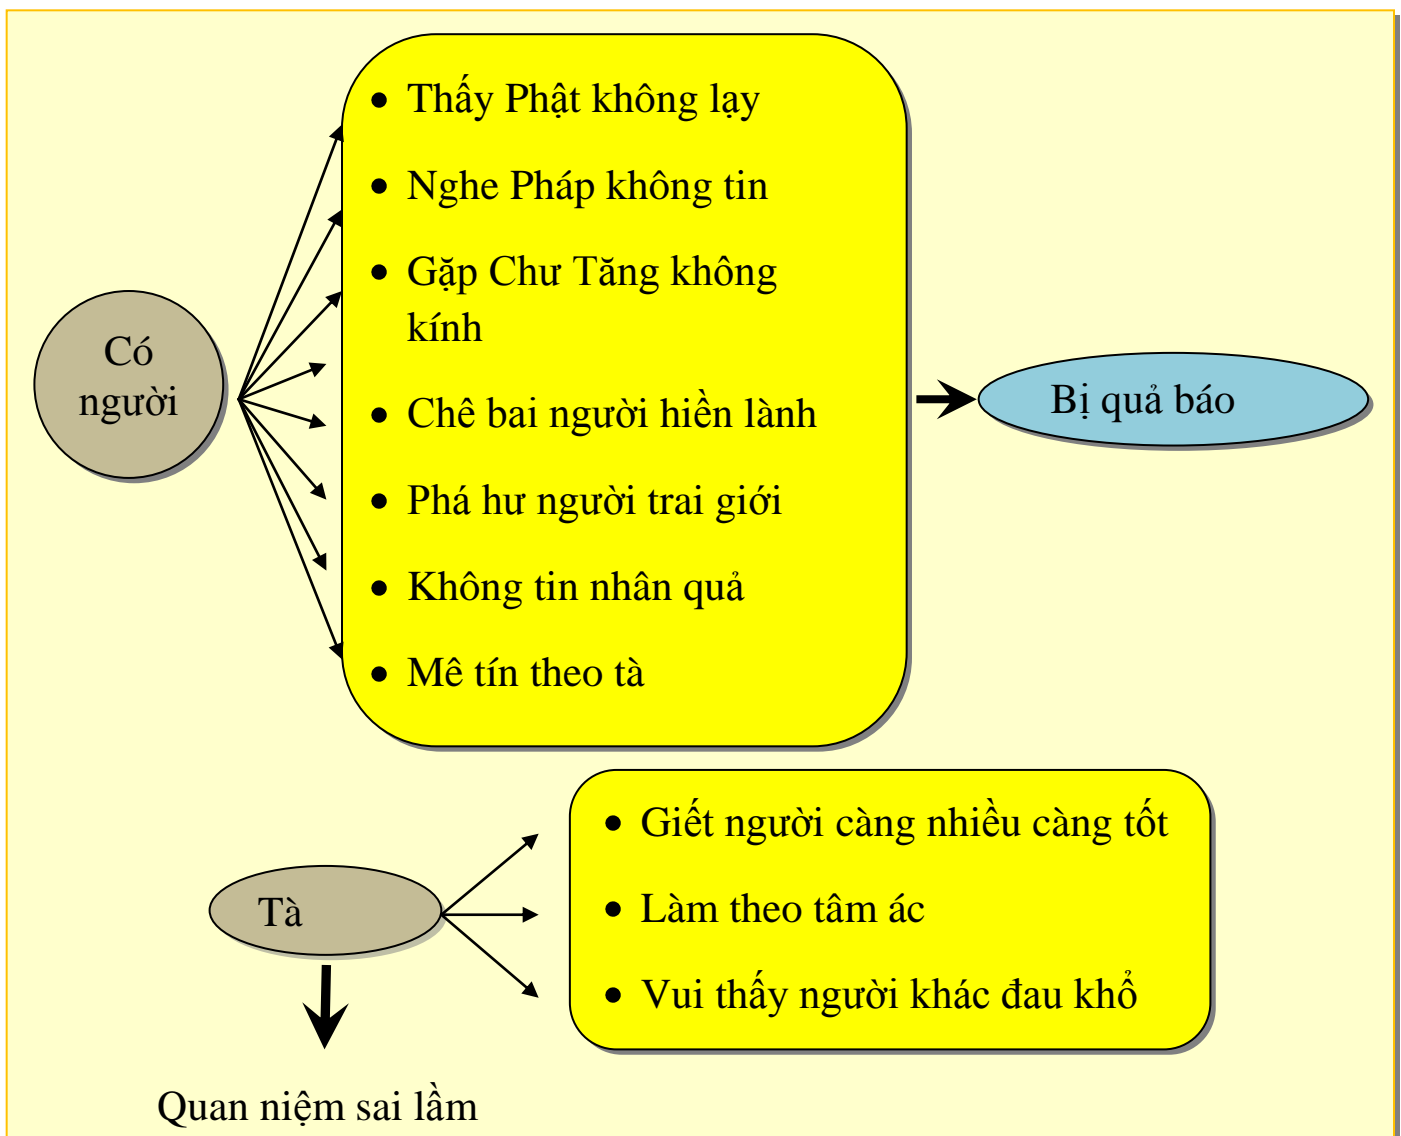 Có
người
• Thấy Phật không lạy
• Nghe Pháp không tin
• Gặp Chư Tăng không
kính
• Chê bai người hiền lành
• Phá hư người trai giới
• Không tin nhân quả
• Mê tín theo tà
Bị quả báo
Tà
• Giết người càng nhiều càng tốt
• Làm theo tâm ác
• Vui thấy người khác đau khổ
Quan niệm sai lầm